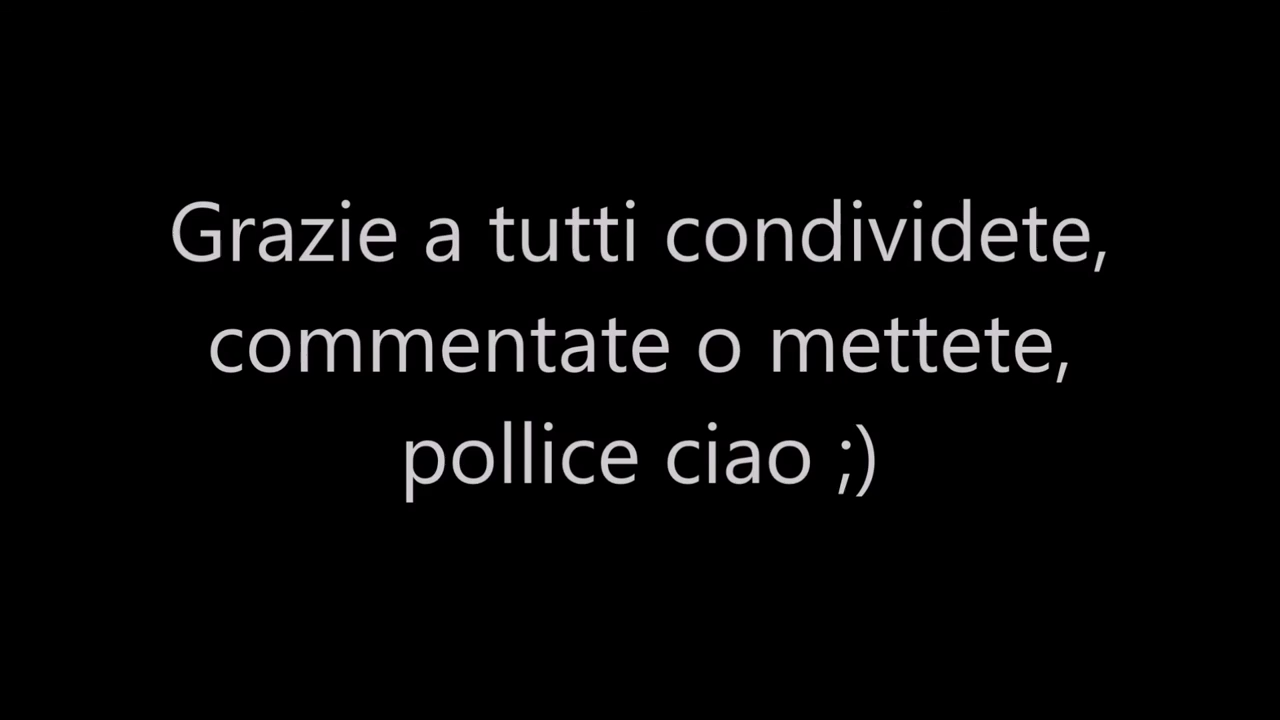 Grazie a tutti condividete,
commentate o mettete,
pollice ciao ;)